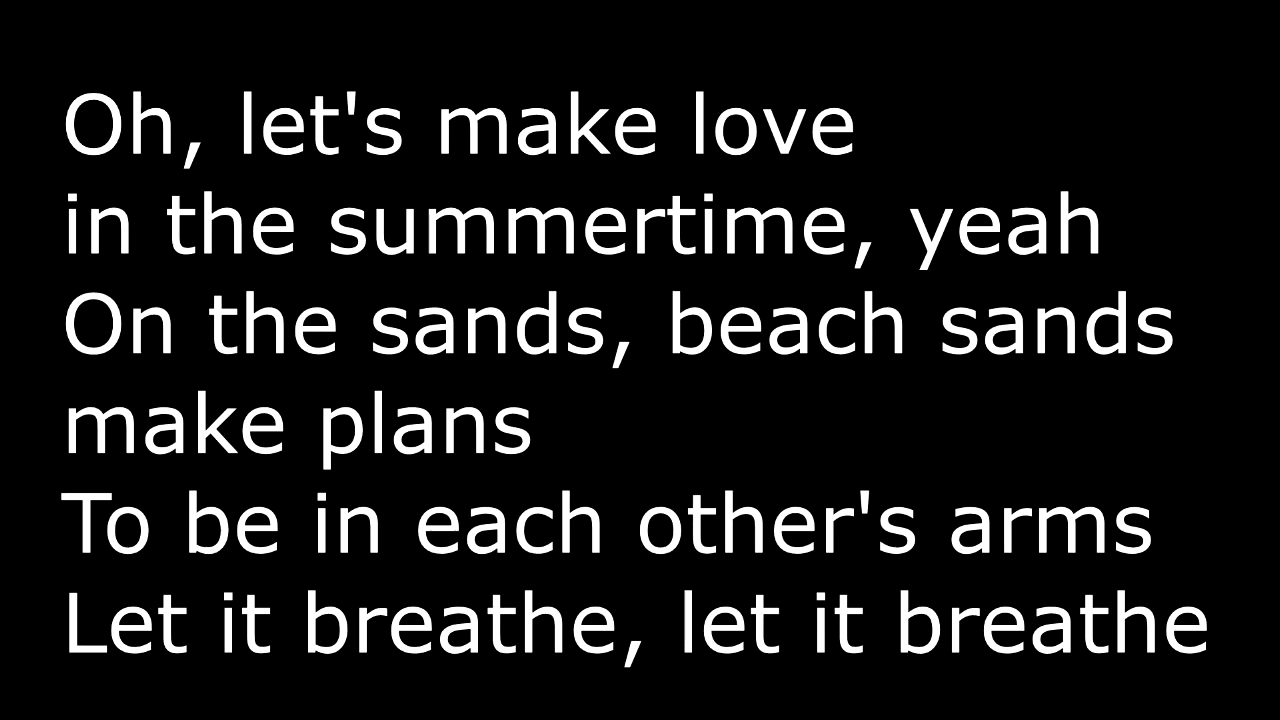 Oh, let's make love
in the summertime, yeah
On the sands, beach sands
make plans
To be in each other's arms
Let it breathe, let it breathe